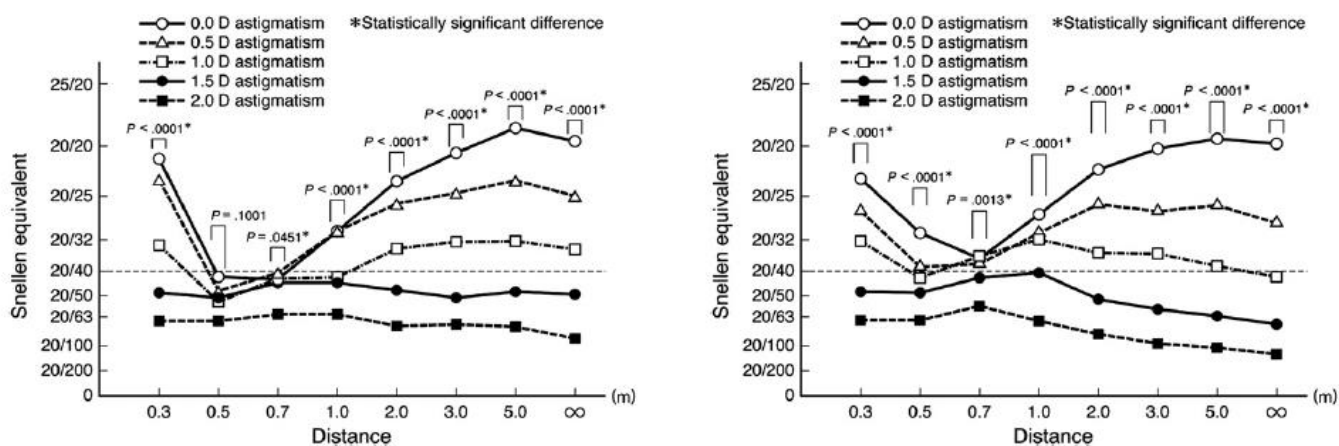 0.0 D astigmatism
0.5 D astigmatism
1.0 D astigmatism
1.5 D astigmatism
2.0 D astigmatism
*Statistically significant difference
Snellen equivalent
25/20
20/20
20/25
20/32
20/40
20/50
20/63
20/100
20/200
0
P < .0001*
P = .1001
P = .0451*
P < .0001*
P < .0001*
P < .0001*
P < .0001*
P < .0001*
0.3 0.5 0.7 1.0 2.0 3.0 5.0 ∞ (m)
Distance
0.0 D astigmatism
0.5 D astigmatism
1.0 D astigmatism
1.5 D astigmatism
2.0 D astigmatism
*Statistically significant difference
Snellen equivalent
25/20
20/20
20/25
20/32
20/40
20/50
20/63
20/100
20/200
0
P < .0001*
P < .0001*
P = .0013*
P < .0001*
P < .0001*
P < .0001*
P < .0001*
P < .0001*
0.3 0.5 0.7 1.0 2.0 3.0 5.0 ∞ (m)
Distance